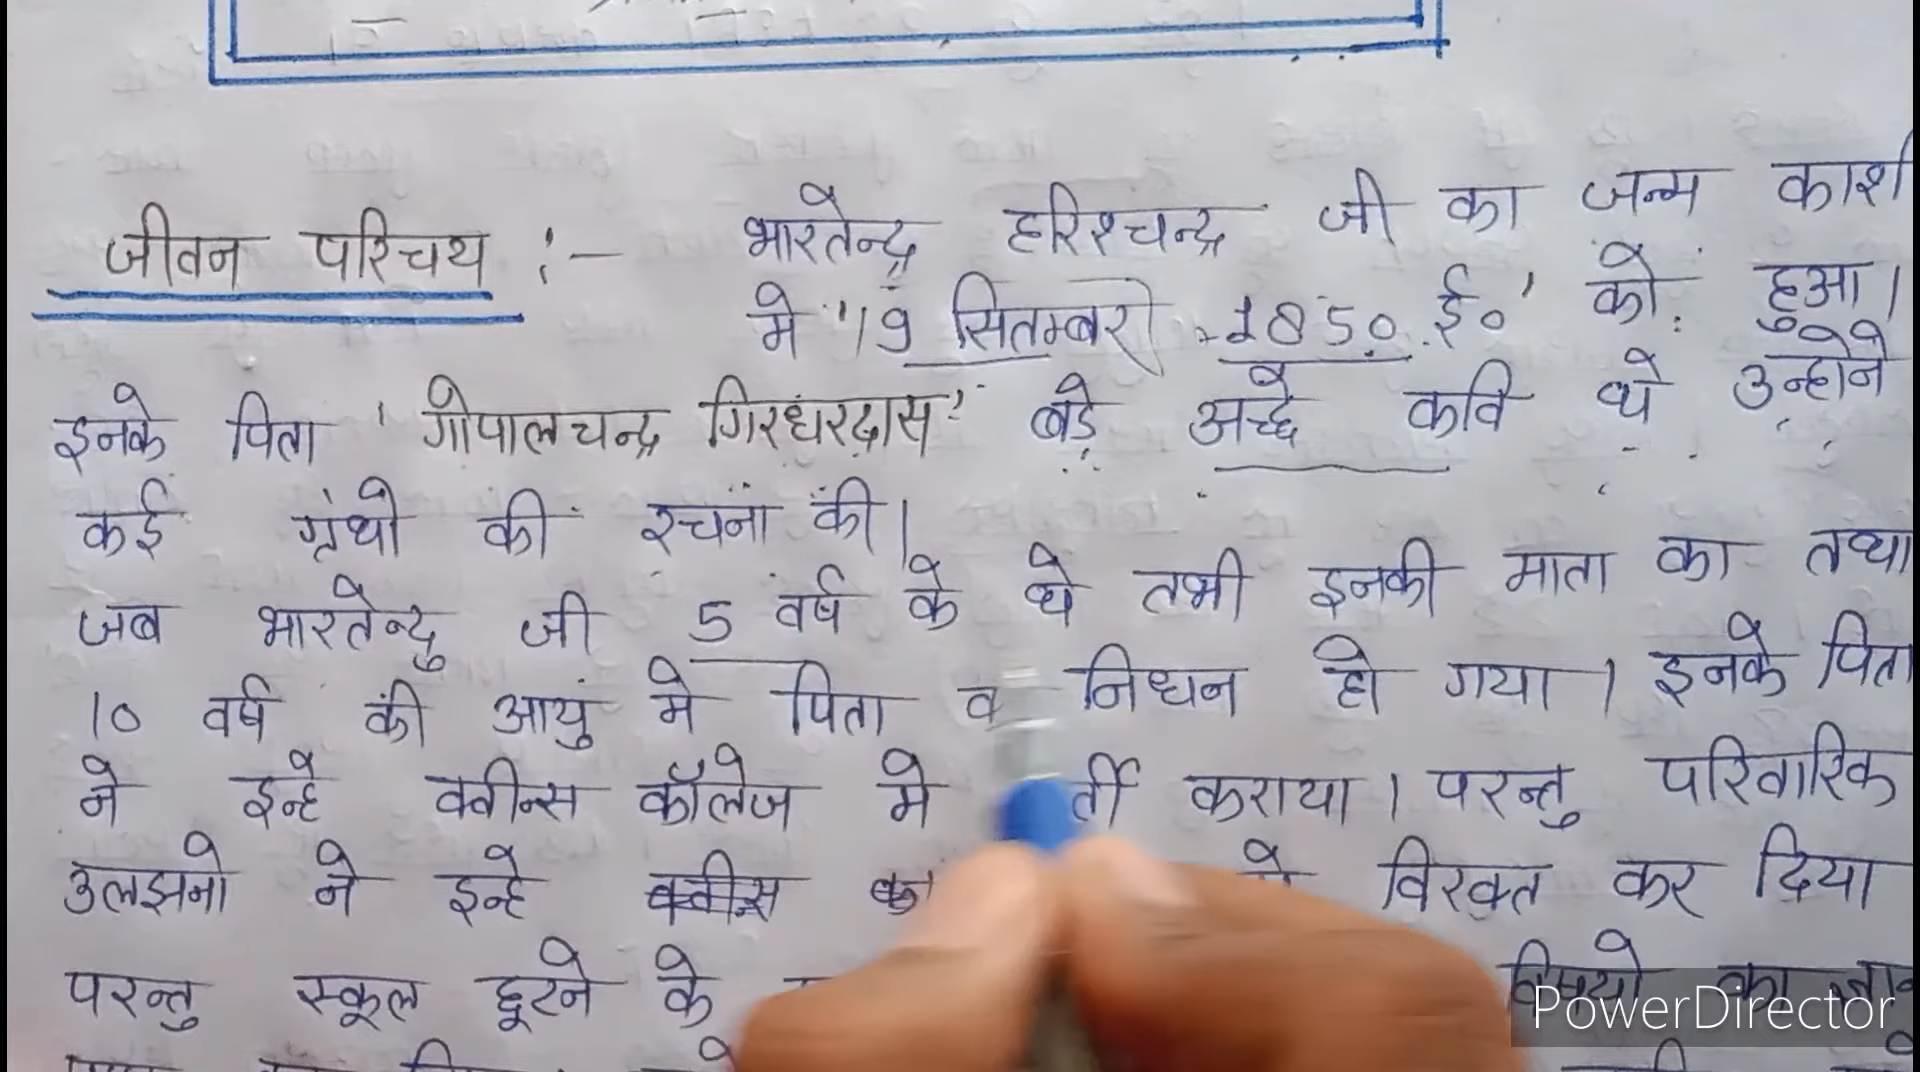 जीवन परिचय :- भारतेन्द्र हरिश्चन्द्र जी का जन्म
मे "9 सितम्बर 1850 ई०' को हुआ।
इनके पिता 'गोपालचन्द्र गिरधरदास' बड़े अच्छे कवि थे उन्होने
कई ग्रंथो की रचना की।
जब भारतेन्दु जी 5 वर्ष के थे तभी इनकी माता का तथा
10 वर्ष की आयु मे पिता निधन हो गया। इनके पिता
ने इन्हे क्वीन्स कॉलेज मे कराया। परन्तु परिवारिक
उलझनो ने इन्हे विरक्त कर दिया
परन्तु स्कूल छूटने के का
PowerDirector